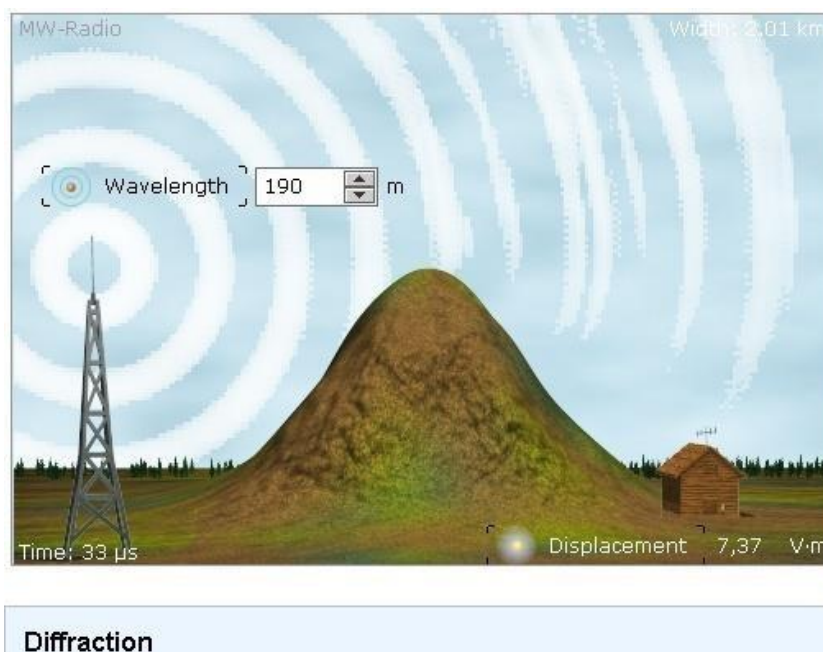 MW-Radio
Width: 2.01 km
Wavelength 190 m
Time: 33 µs
Displacement 7,37 V·m
Diffraction